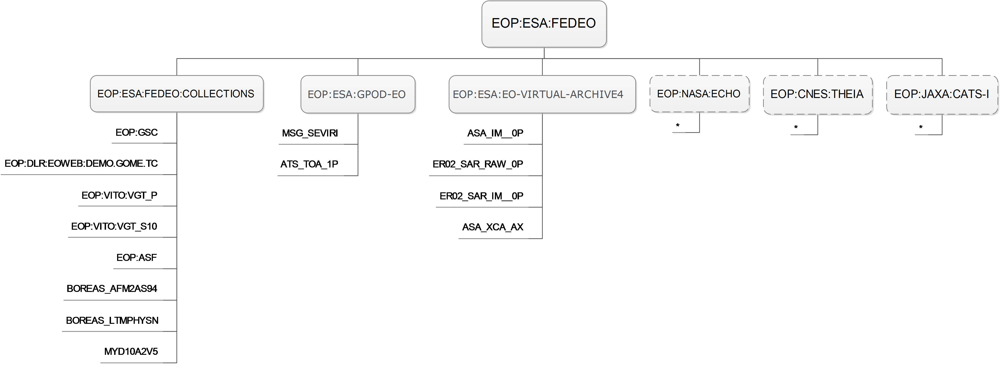 EOP:ESA:FEDEO
EOP:ESA:FEDEO:COLLECTIONS
EOP:GSC
EOP:DLR:EOWEB:DEMO.GOME.TC
EOP:VITO:VGT_P
EOP:VITO:VGT_S10
EOP:ASF
BOREAS_AFM2AS94
BOREAS_LTMPHYSN
MYD10A2V5
EOP:ESA:GPOD-EO
MSG_SEVIRI
ATS_TOA_1P
EOP:ESA:EO-VIRTUAL-ARCHIVE4
ASA_IM__0P
ER02_SAR_RAW_0P
ER02_SAR_IM__0P
ASA_XCA_AX
EOP:NASA:ECHO
*
EOP:CNES:THEIA
*
EOP:JAXA:CATS-I
*